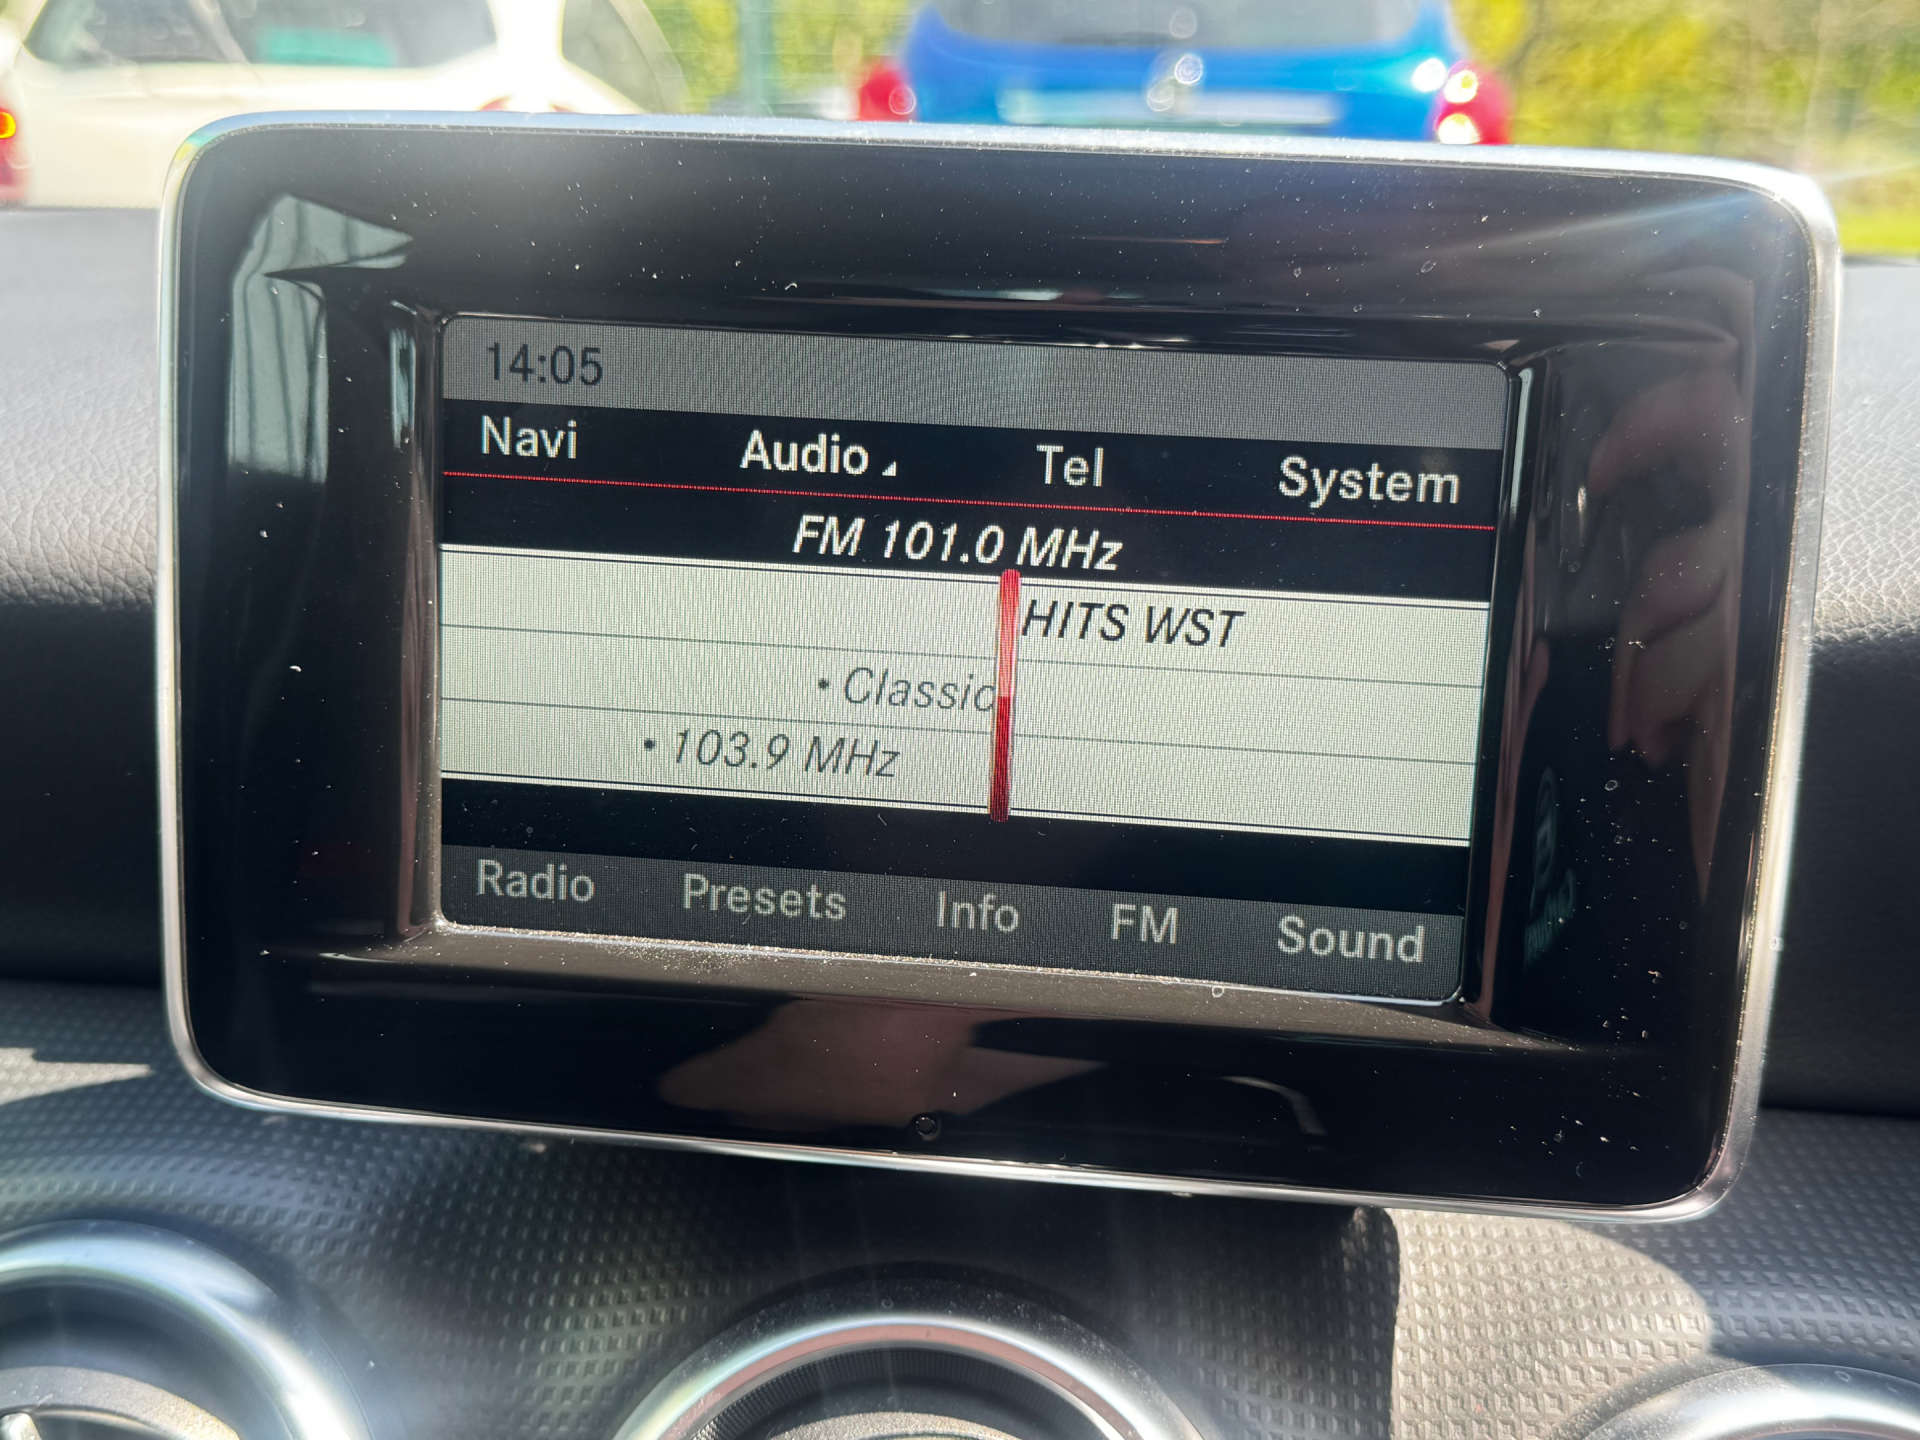 14:05
Navi Audio Tel System
FM 101.0 MHz
HITS WST
• Classic
• 103.9 MHz
Radio Presets Info FM Sound